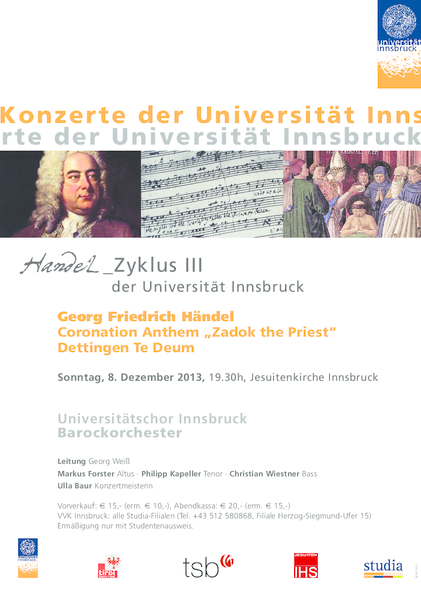 universität
innsbruck
Konzerte der Universität Inns
rte der Universität Innsbruck
Handel_Zyklus III
der Universität Innsbruck
Georg Friedrich Händel
Coronation Anthem „Zadok the Priest“
Dettingen Te Deum
Sonntag, 8. Dezember 2013, 19.30h, Jesuitenkirche Innsbruck
Universitätschor Innsbruck
Barockorchester
Leitung Georg Weiß
Markus Forster Altus · Philipp Kapeller Tenor · Christian Wiestner Bass
Ulla Baur Konzertmeisterin
Vorverkauf: € 15,- (erm. € 10,-), Abendkassa: € 20,- (erm. € 15,-)
VVK Innsbruck: alle Studia-Filialen (Tel. +43 512 580868, Filiale Herzog-Siegmund-Ufer 15)
Ermäßigung nur mit Studentenausweis.
universität
innsbruck
tirol
tsb
JESUITEN
IHS
studia